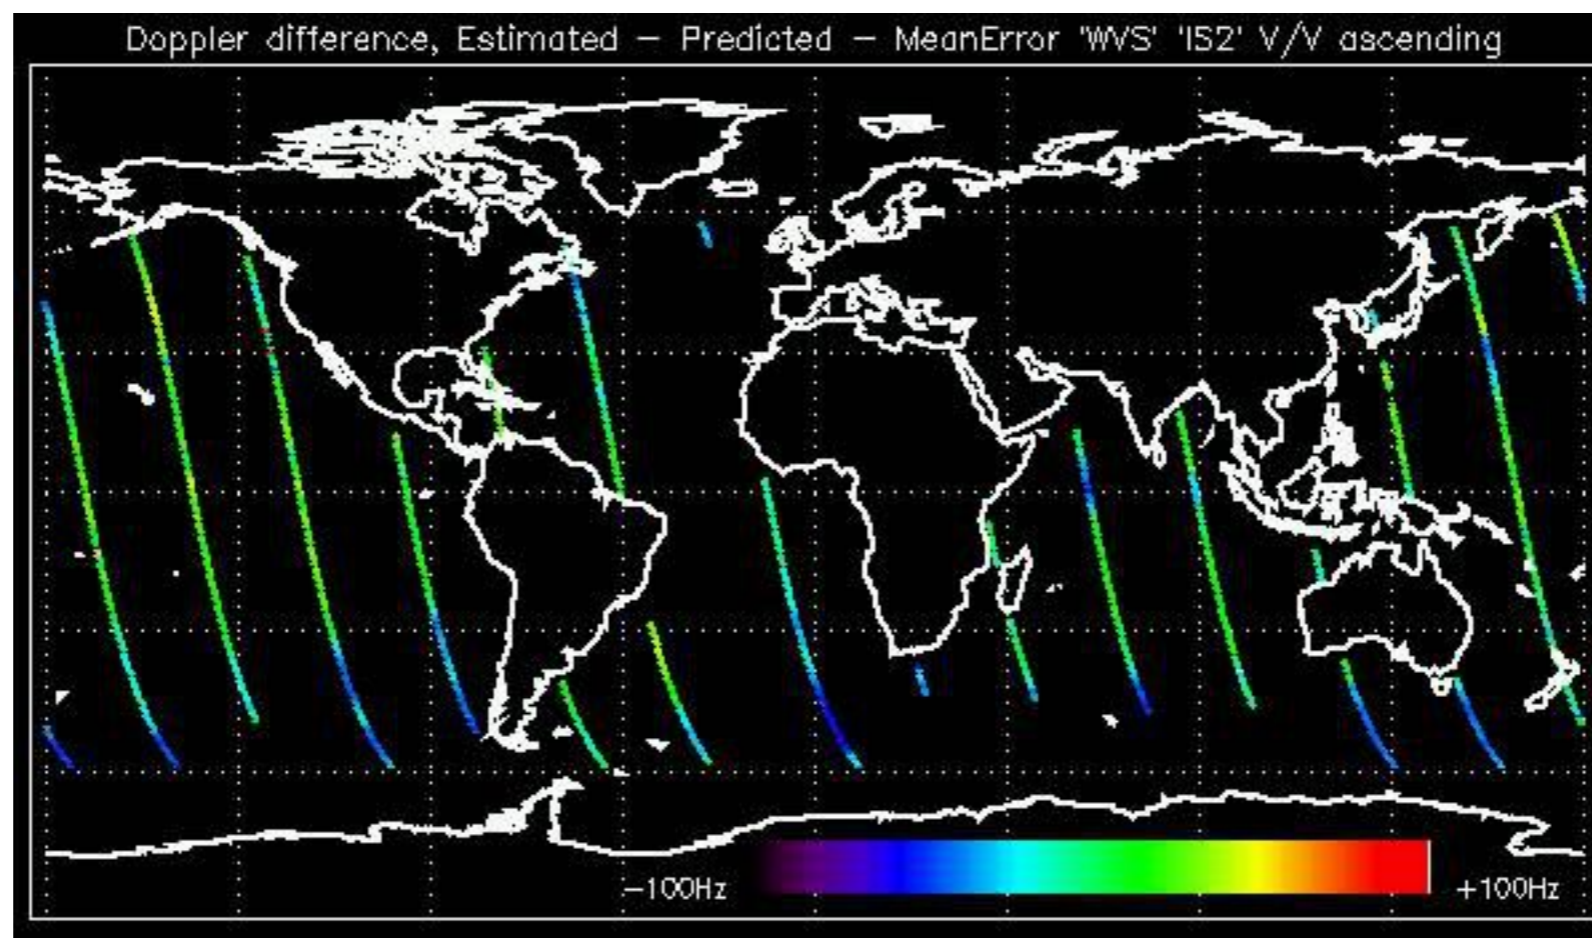 Doppler difference, Estimated – Predicted – MeanError 'WVS' 'IS2' V/V ascending
–100Hz
+100Hz